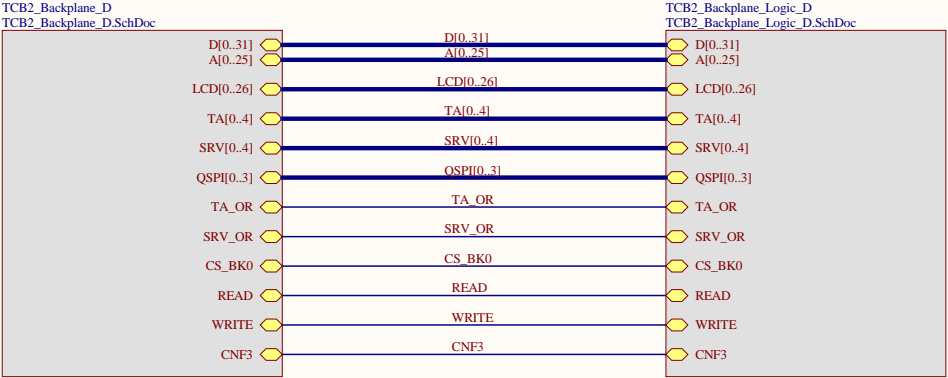 TCB2_Backplane_D
TCB2_Backplane_D.SchDoc
TCB2_Backplane_Logic_D
TCB2_Backplane_Logic_D.SchDoc
D[0..31] D[0..31] D[0..31]
A[0..25] A[0..25] A[0..25]
LCD[0..26] LCD[0..26] LCD[0..26]
TA[0..4] TA[0..4] TA[0..4]
SRV[0..4] SRV[0..4] SRV[0..4]
QSPI[0..3] QSPI[0..3] QSPI[0..3]
TA_OR TA_OR TA_OR
SRV_OR SRV_OR SRV_OR
CS_BK0 CS_BK0 CS_BK0
READ READ READ
WRITE WRITE WRITE
CNF3 CNF3 CNF3